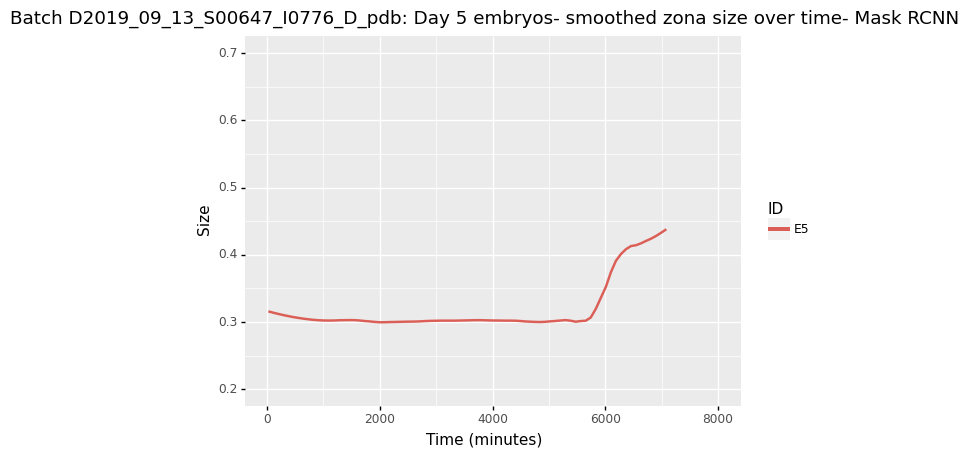 Batch D2019_09_13_S00647_I0776_D_pdb: Day 5 embryos- smoothed zona size over time- Mask RCNN
0.7
0.6
0.5
0.4
0.3
0.2
Size
0 2000 4000 6000 8000
Time (minutes)
ID
E5